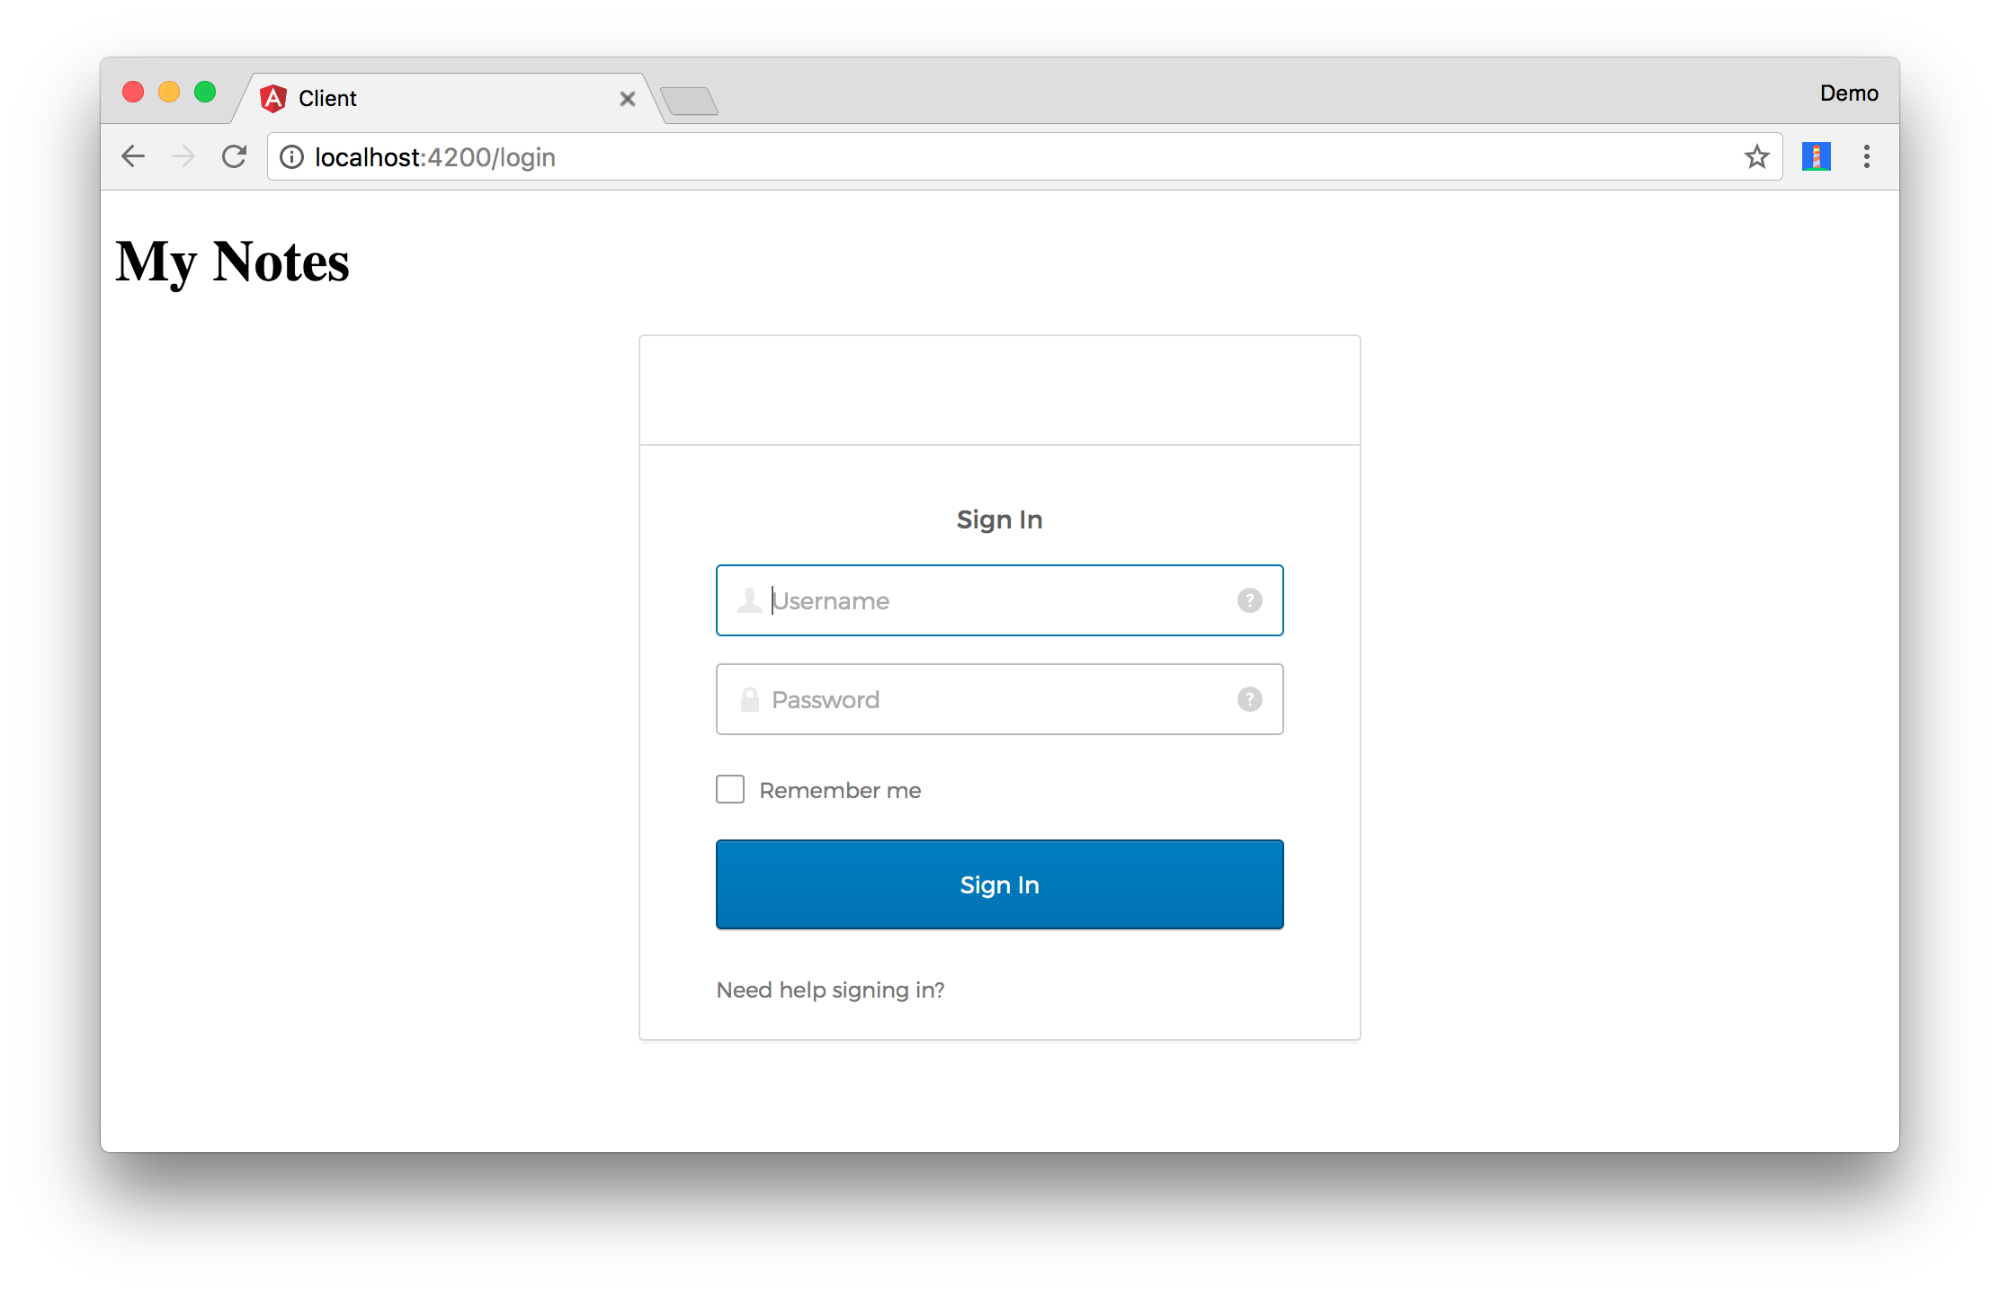 Client
Demo
localhost:4200/login
My Notes
Sign In
Username
?
Password
?
Remember me
Sign In
Need help signing in?